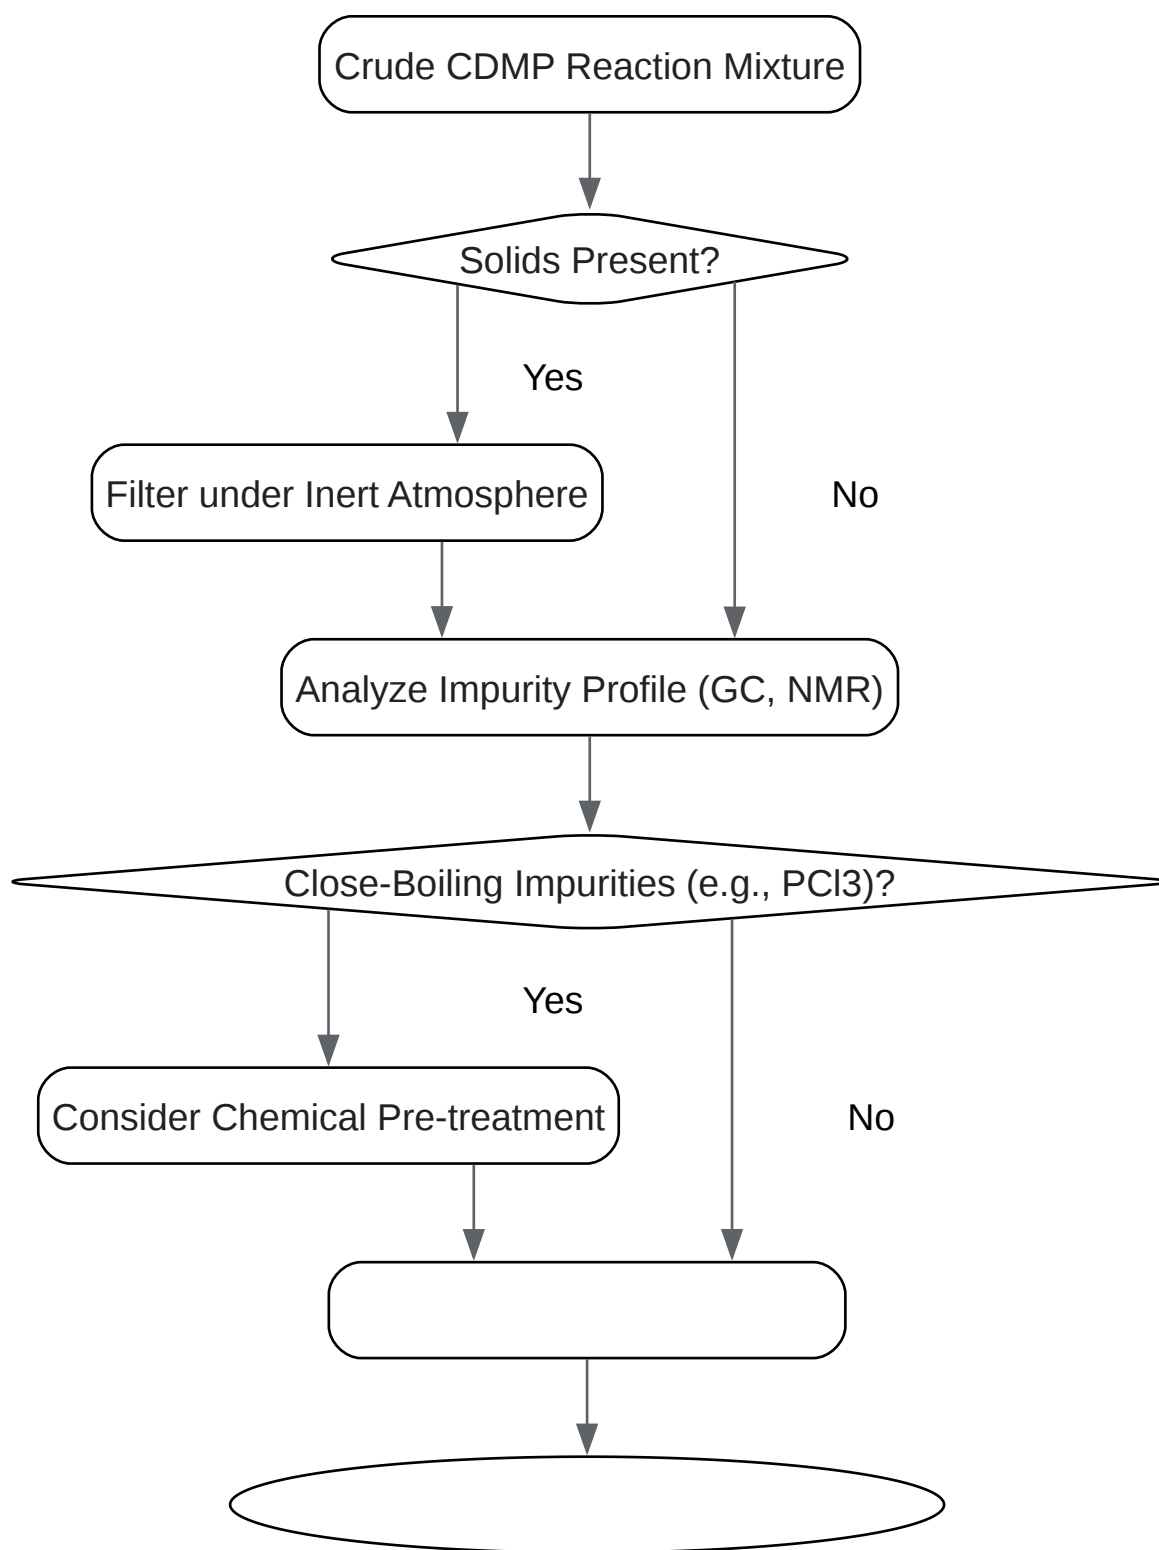 Crude CDMP Reaction Mixture
Solids Present?
Yes
Filter under Inert Atmosphere
No
Analyze Impurity Profile (GC, NMR)
Close-Boiling Impurities (e.g., PCl3)?
Yes
Consider Chemical Pre-treatment
No